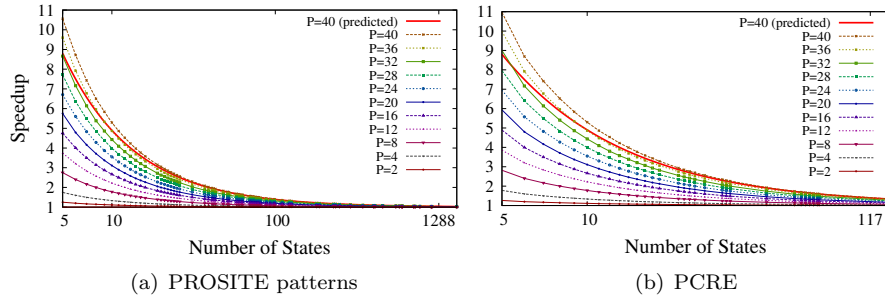 11
10
9
8
7
6
5
4
3
2
1
Speedup
P=40 (predicted)
P=40
P=36
P=32
P=28
P=24
P=20
P=16
P=12
P=8
P=4
P=2
5 10 100 1288
Number of States
(a) PROSITE patterns
11
10
9
8
7
6
5
4
3
2
1
P=40 (predicted)
P=40
P=36
P=32
P=28
P=24
P=20
P=16
P=12
P=8
P=4
P=2
5 10 117
Number of States
(b) PCRE